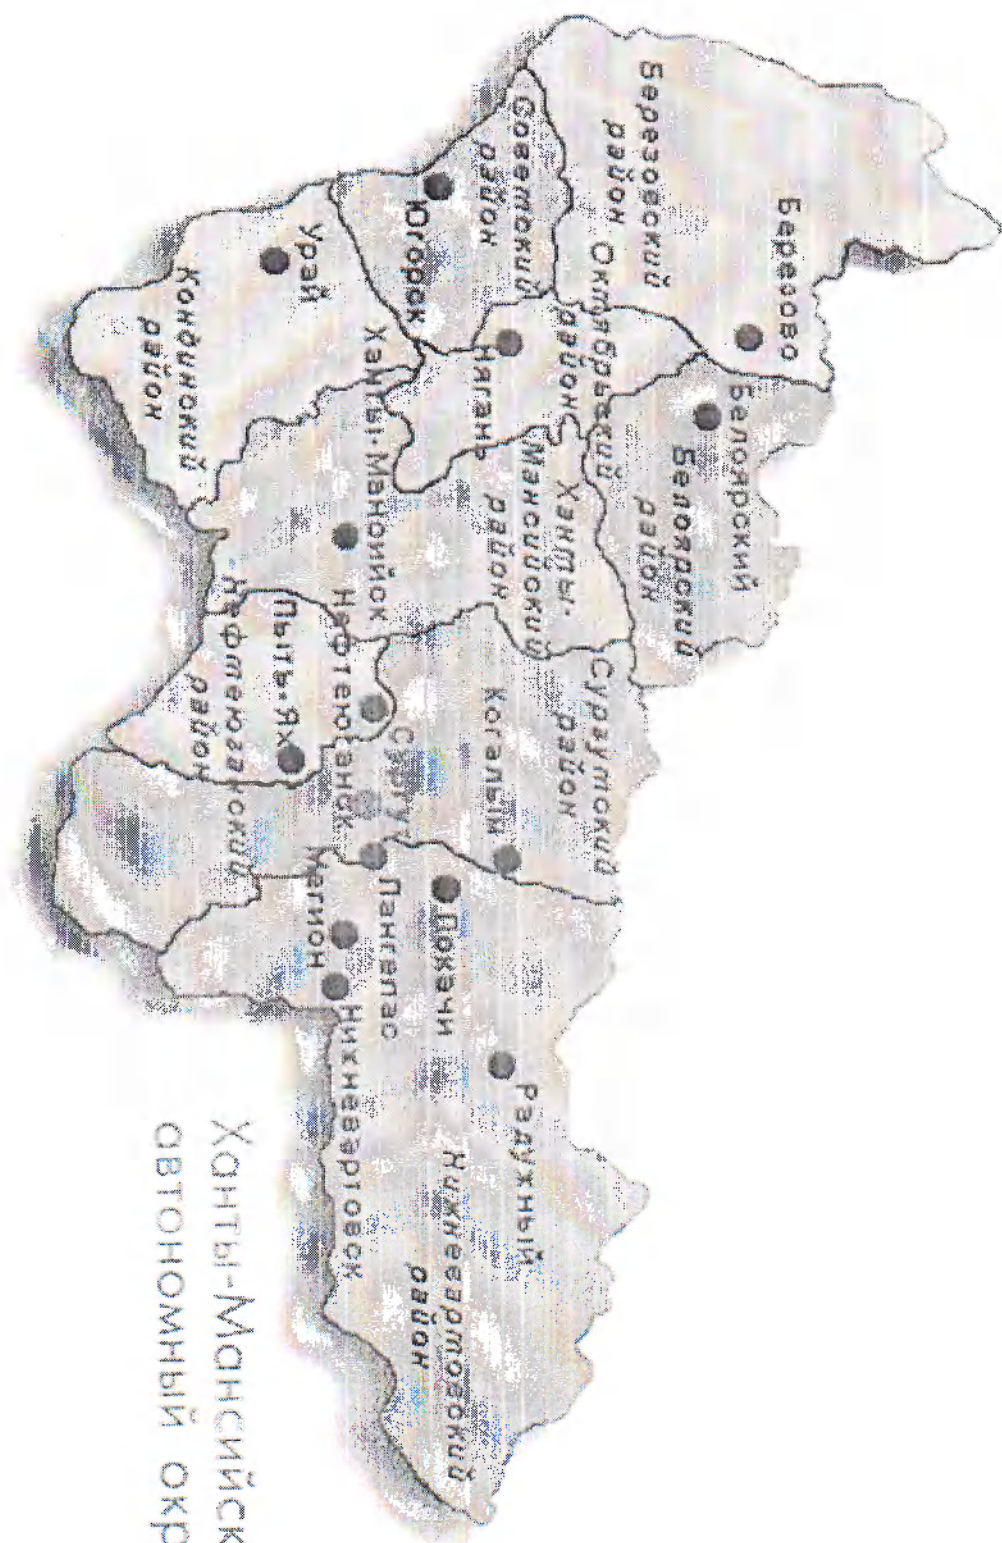 Березово
Березовский
район
Белоярский
Белоярский
район
Октябрьский
район
Советский
район
Югорск
Нягань
Ханты-
Мансийский
район
Сургутский
район
Когалым
Радужный
Покачи
Нижневартовский
район
Урай
Ханты-Мансийск
Нефтеюганск
Сургут
Лангепас
Кондинский
район
Пыть-Ях
Мегион
Нижневартовск
Нефтеюганский
район
Ханты-Мансийск
автономный окр